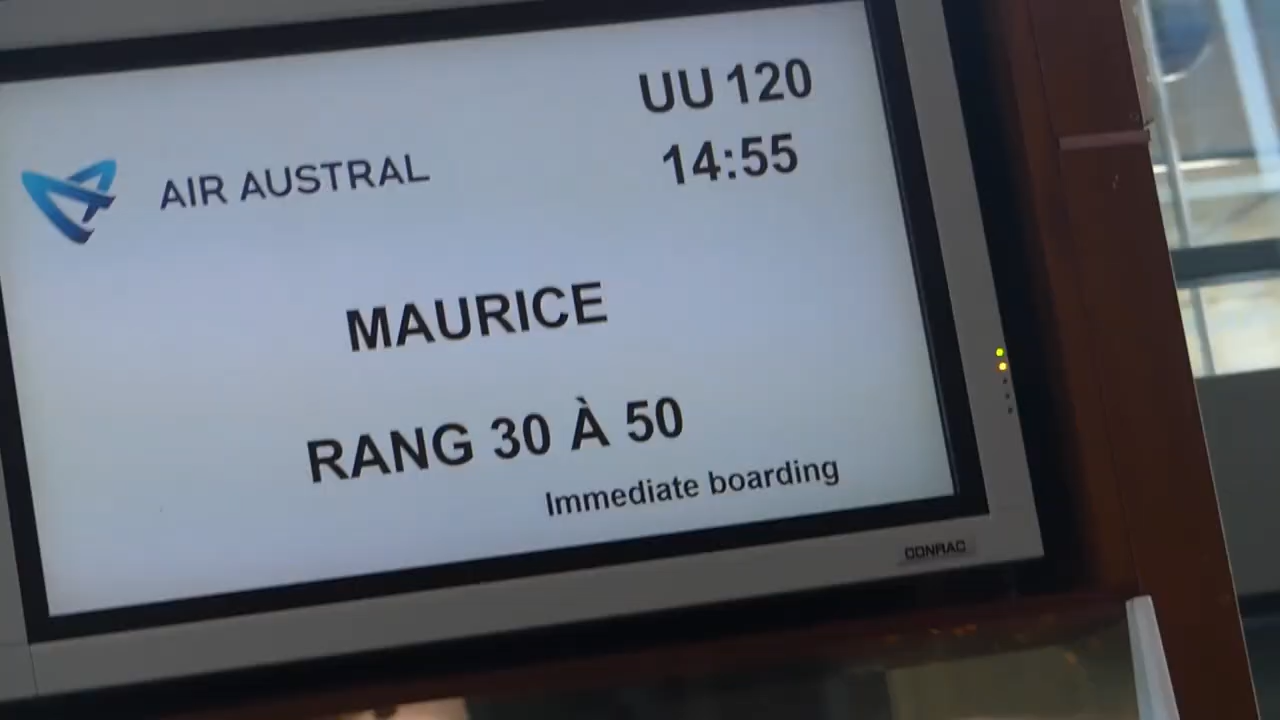 UU 120
AIR AUSTRAL
14:55
MAURICE
RANG 30 À 50
Immediate boarding
CONRAC